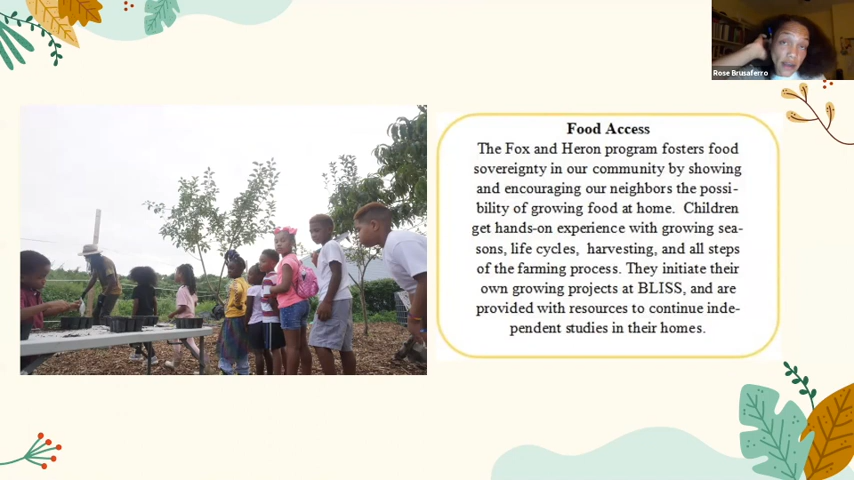 Rose Brusaferro
Food Access
The Fox and Heron program fosters food
sovereignty in our community by showing
and encouraging our neighbors the possi-
bility of growing food at home.  Children
get hands-on experience with growing sea-
sons, life cycles,  harvesting, and all steps
of the farming process. They initiate their
own growing projects at BLISS, and are
provided with resources to continue inde-
pendent studies in their homes.